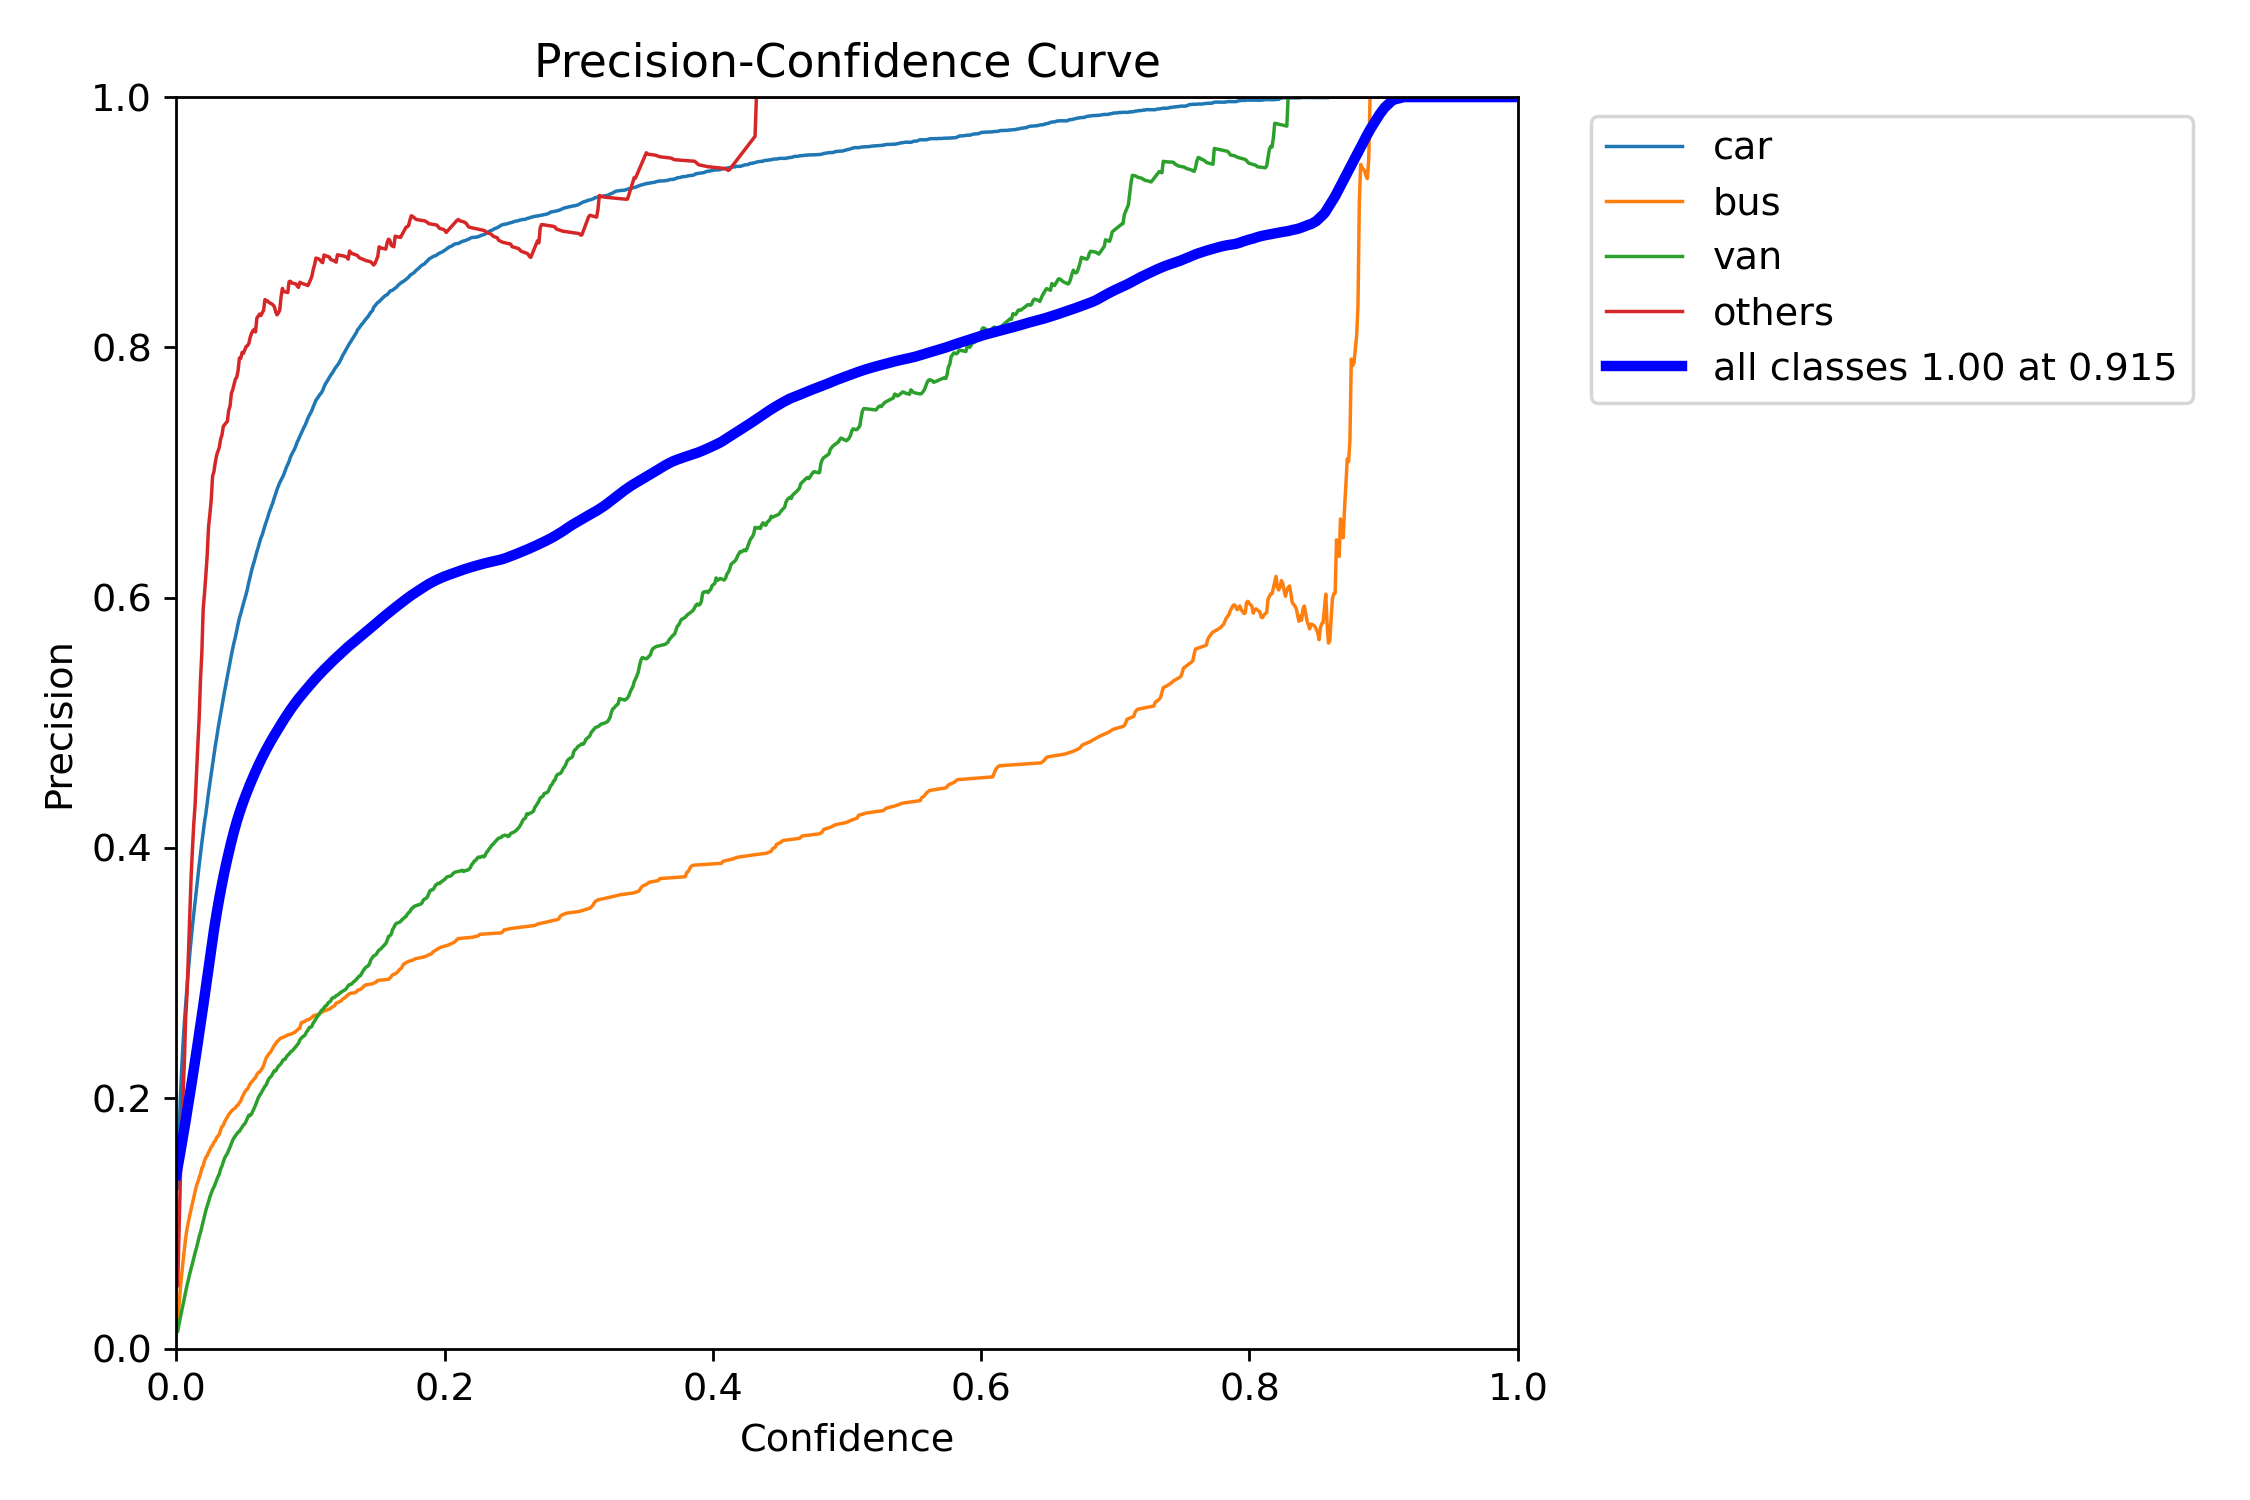 Precision-Confidence Curve
1.0
0.8
0.6
0.4
0.2
0.0
Precision
0.0 0.2 0.4 0.6 0.8 1.0
Confidence
car
bus
van
others
all classes 1.00 at 0.915